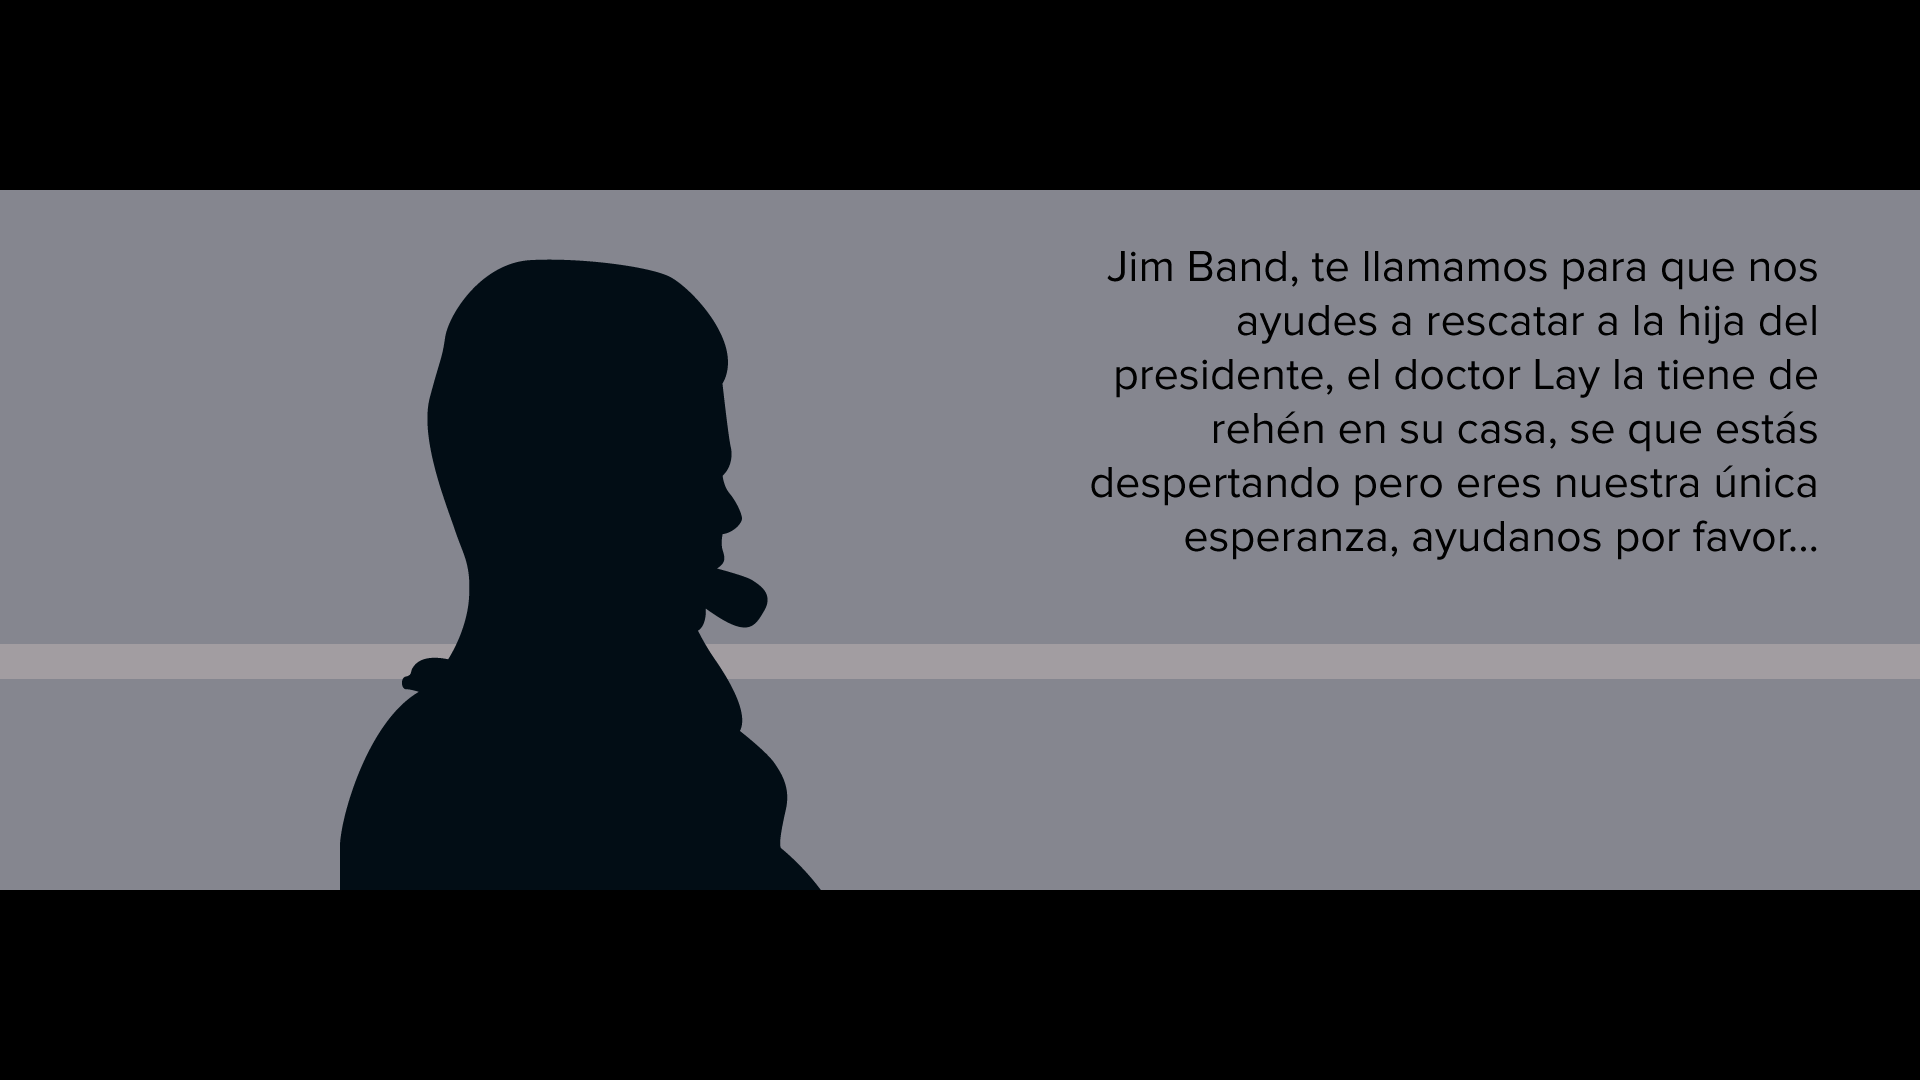 Jim Band, te llamamos para que nos
ayudes a rescatar a la hija del
presidente, el doctor Lay la tiene de
rehén en su casa, se que estás
despertando pero eres nuestra única
esperanza, ayudanos por favor...